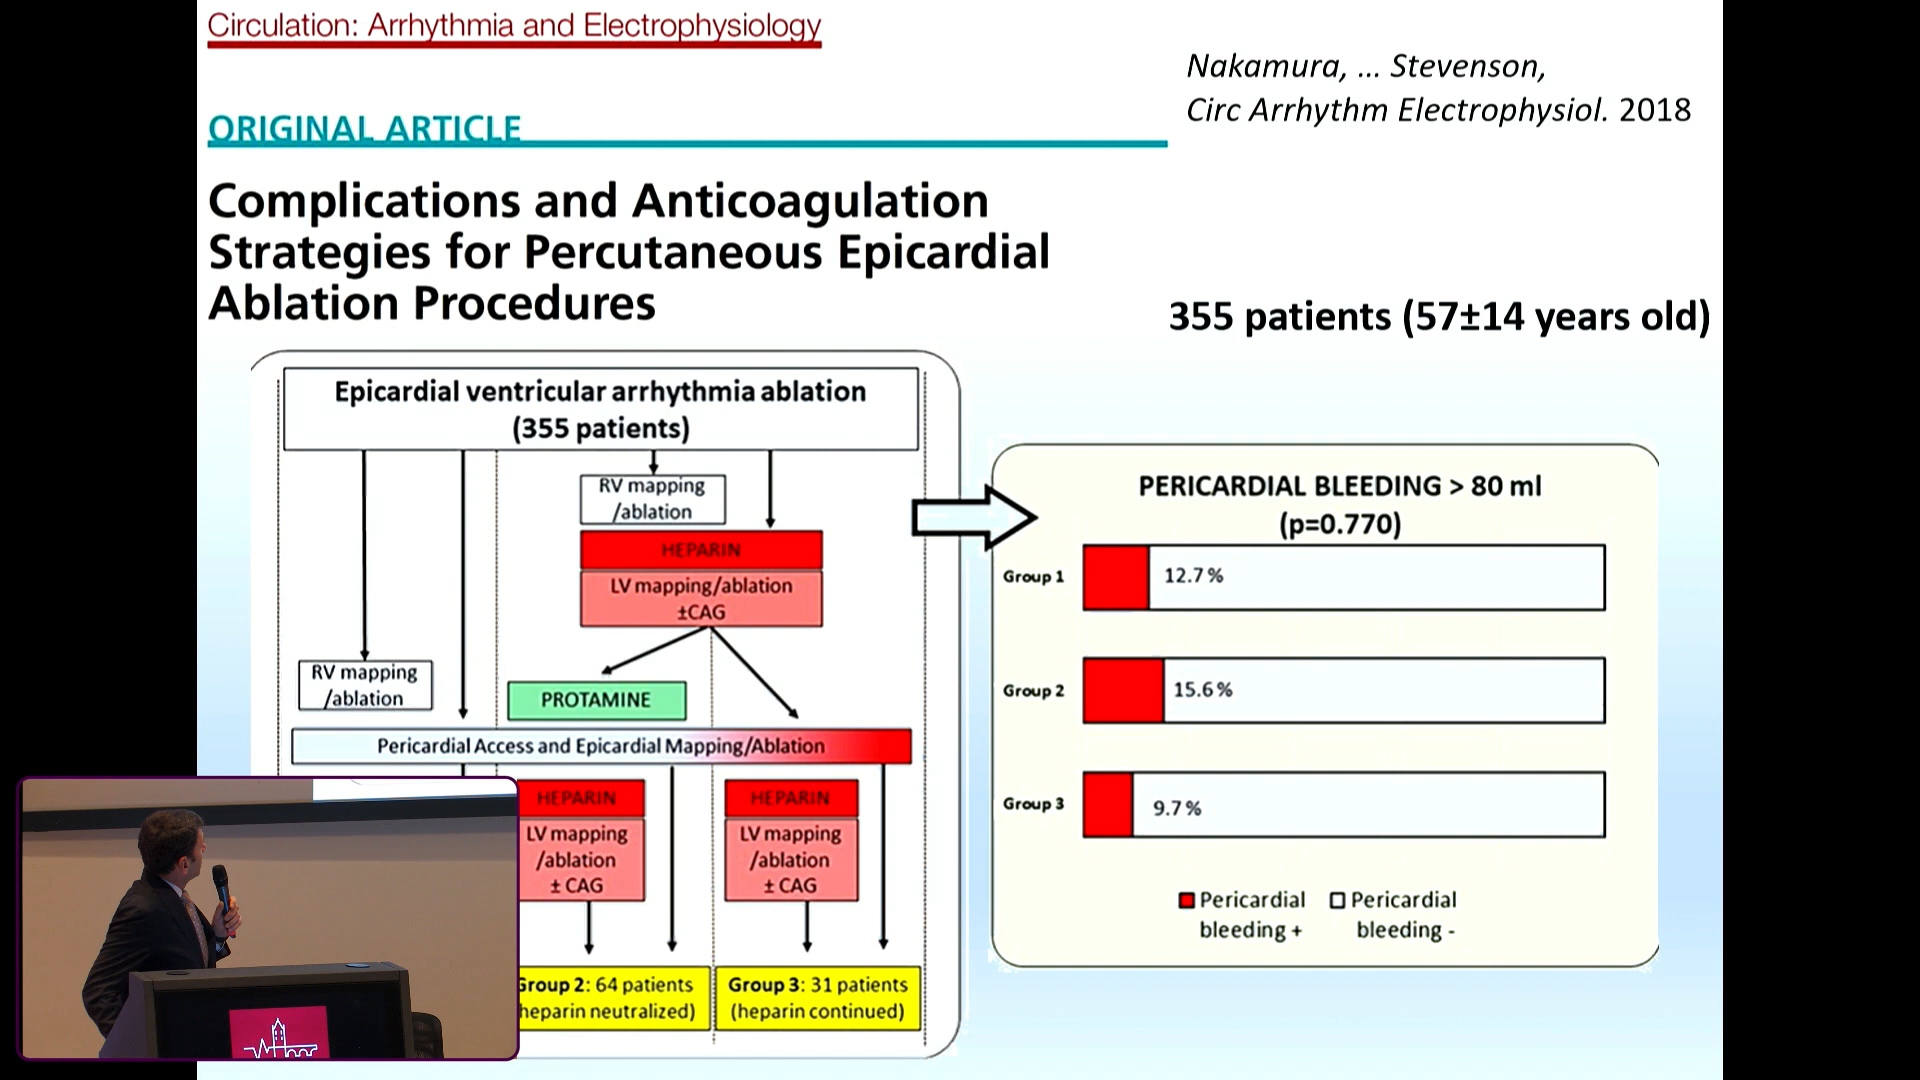 Circulation: Arrhythmia and Electrophysiology
Nakamura, ... Stevenson,
Circ Arrhythm Electrophysiol. 2018
ORIGINAL ARTICLE
Complications and Anticoagulation
Strategies for Percutaneous Epicardial
Ablation Procedures
355 patients (57±14 years old)
Epicardial ventricular arrhythmia ablation
(355 patients)
RV mapping
/ablation
HEPARIN
LV mapping/ablation
±CAG
RV mapping
/ablation
PROTAMINE
Pericardial Access and Epicardial Mapping/Ablation
HEPARIN
LV mapping
/ablation
± CAG
HEPARIN
LV mapping
/ablation
± CAG
Group 2: 64 patients
heparin neutralized)
Group 3: 31 patients
(heparin continued)
PERICARDIAL BLEEDING > 80 ml
(p=0.770)
Group 1
12.7%
Group 2
15.6%
Group 3
9.7%
Pericardial
bleeding +
Pericardial
bleeding -